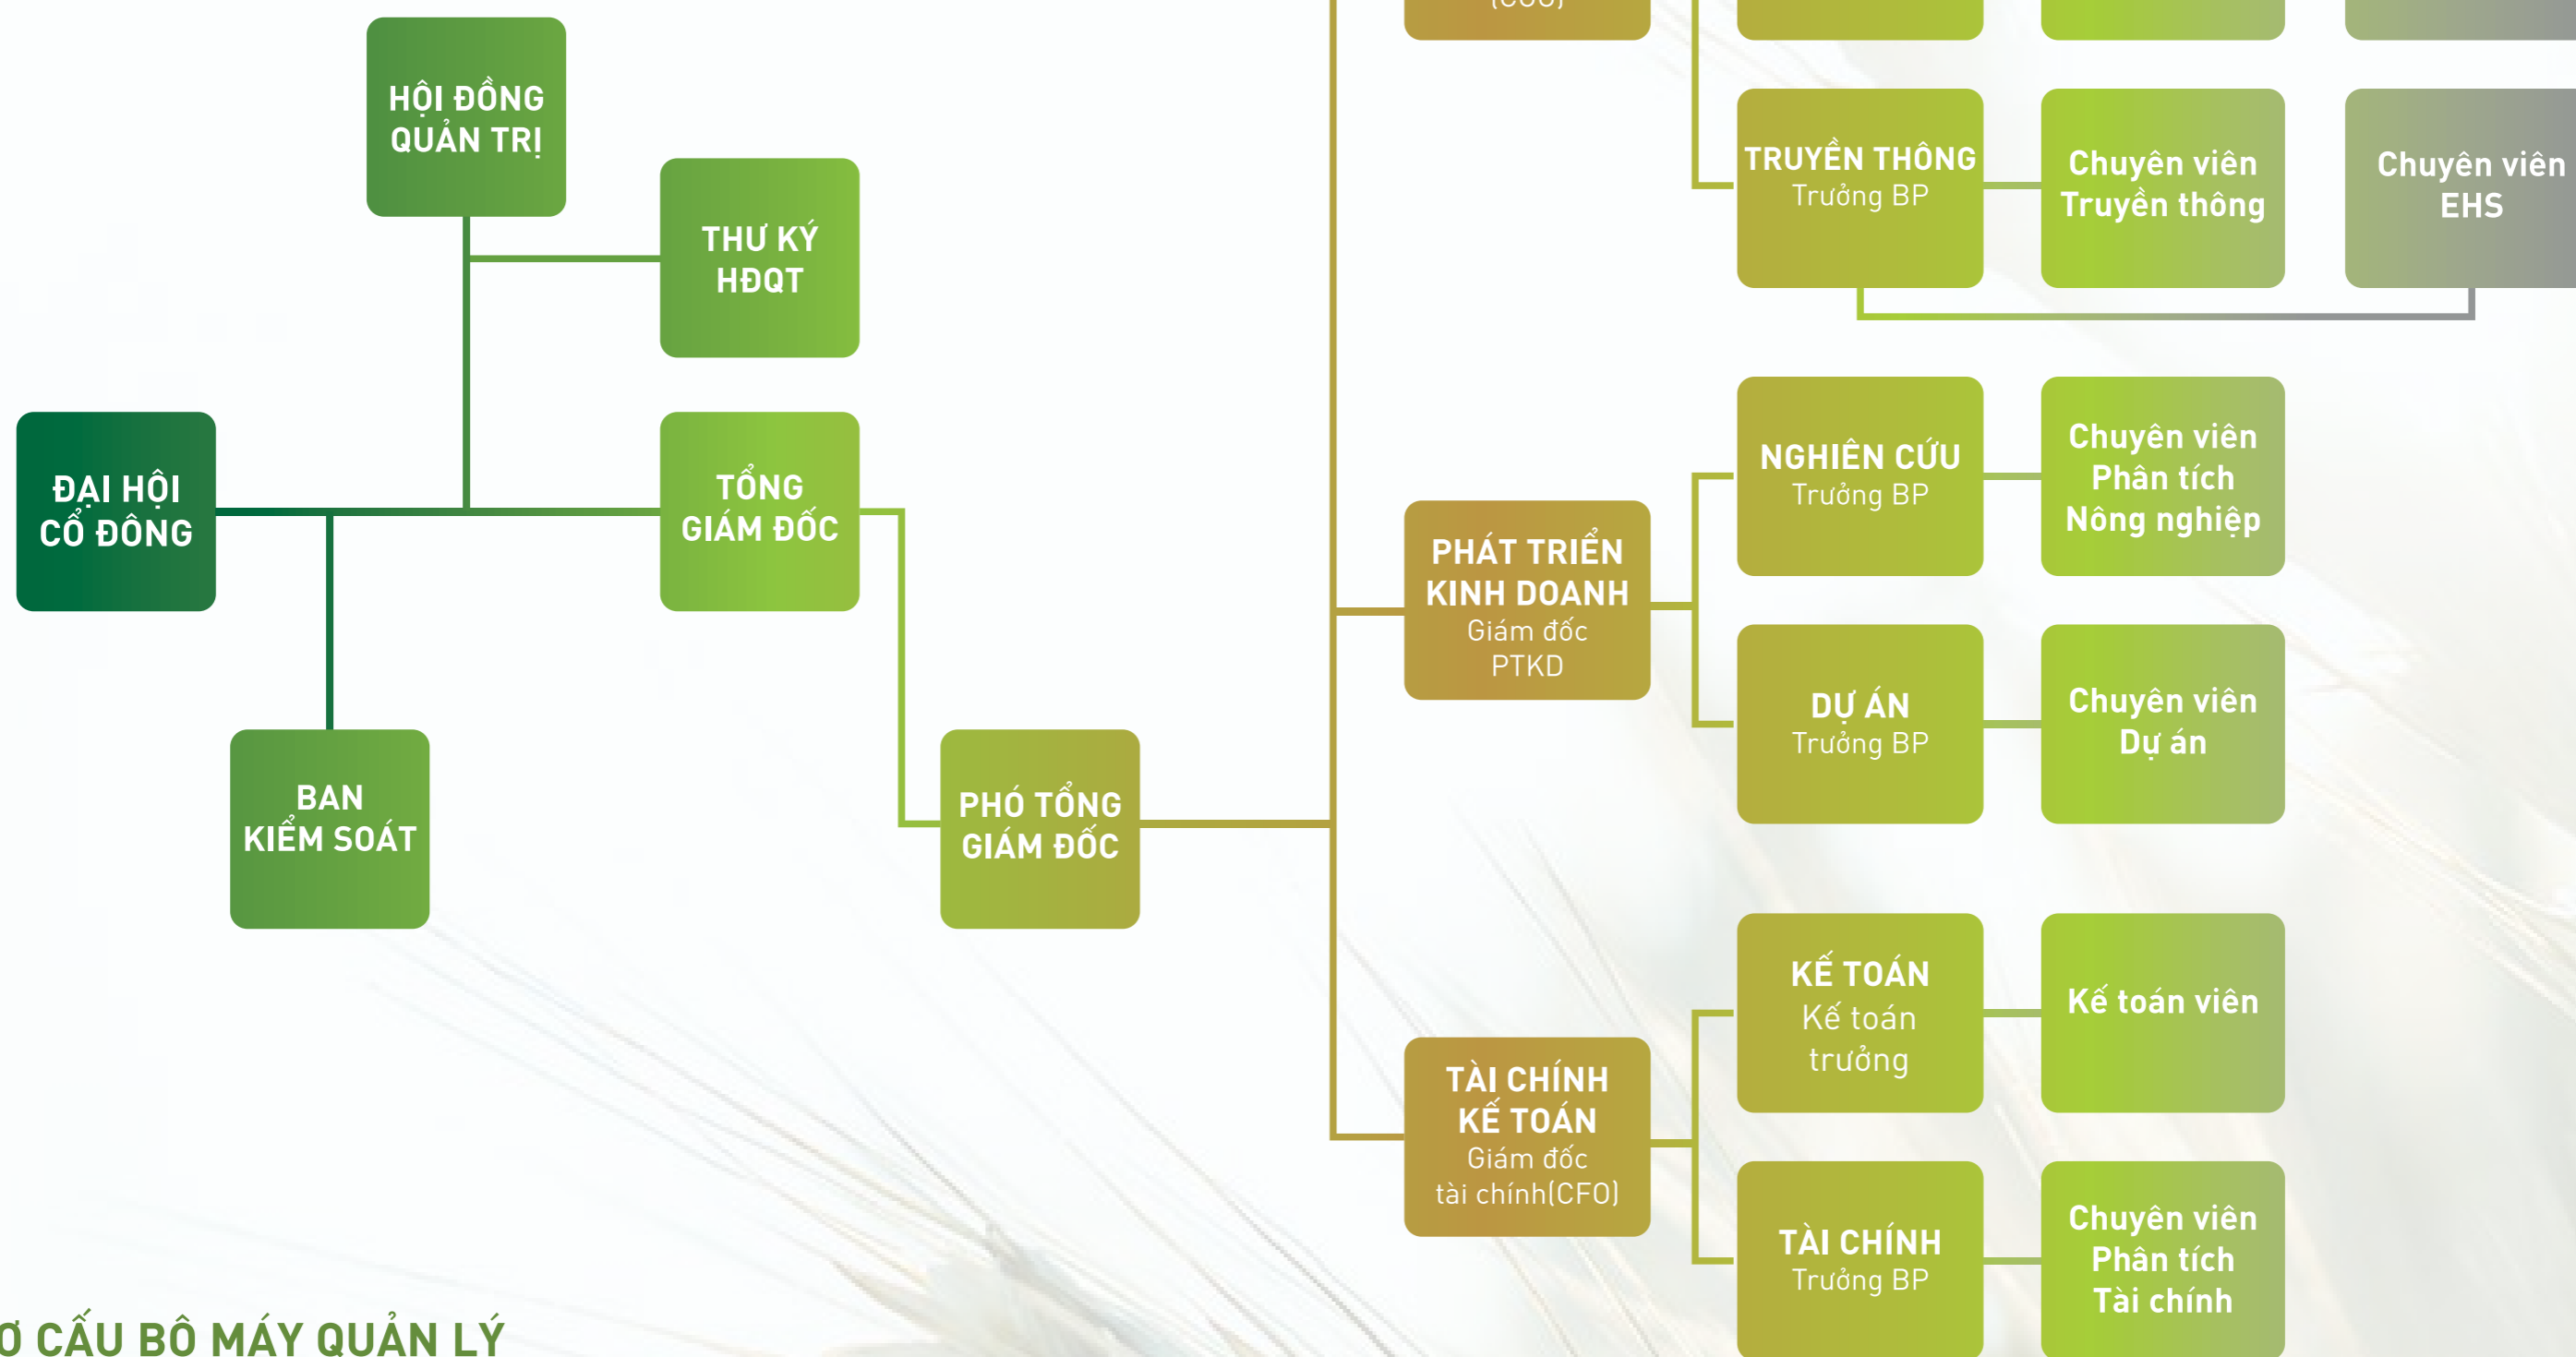 (COO)
HỘI ĐỒNG
QUẢN TRỊ
THƯ KÝ
HĐQT
ĐẠI HỘI
CỔ ĐÔNG
TỔNG
GIÁM ĐỐC
BAN
KIỂM SOÁT
PHÓ TỔNG
GIÁM ĐỐC
TRUYỀN THÔNG
Trưởng BP
Chuyên viên
Truyền thông
Chuyên viên
EHS
PHÁT TRIỂN
KINH DOANH
Giám đốc
PTKD
NGHIÊN CỨU
Trưởng BP
Chuyên viên
Phân tích
Nông nghiệp
DỰ ÁN
Trưởng BP
Chuyên viên
Dự án
TÀI CHÍNH
KẾ TOÁN
Giám đốc
tài chính(CFO)
KẾ TOÁN
Kế toán
trưởng
Kế toán viên
TÀI CHÍNH
Trưởng BP
Chuyên viên
Phân tích
Tài chính
Ơ CẤU BÔ MÁY QUẢN LÝ